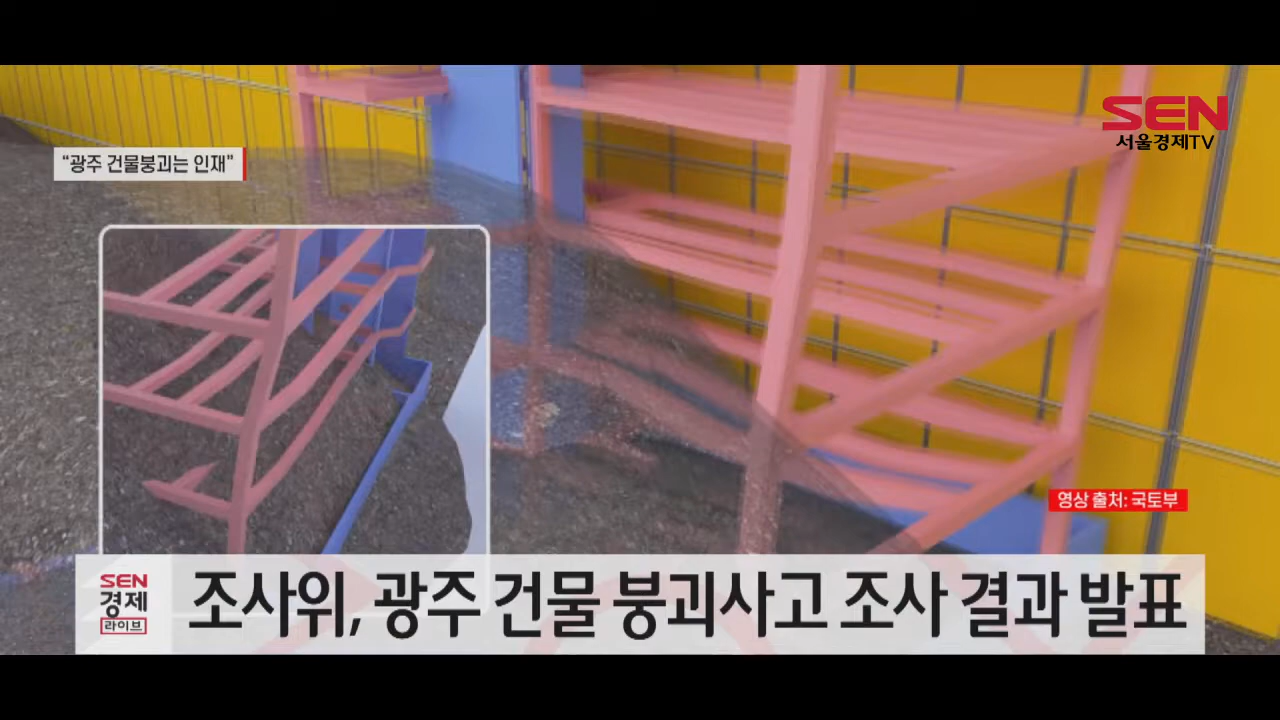 SEN
서울경제TV
“광주 건물붕괴는 인재”
영상 출처: 국토부
SEN
경제
라이브
조사위, 광주 건물 붕괴사고 조사 결과 발표